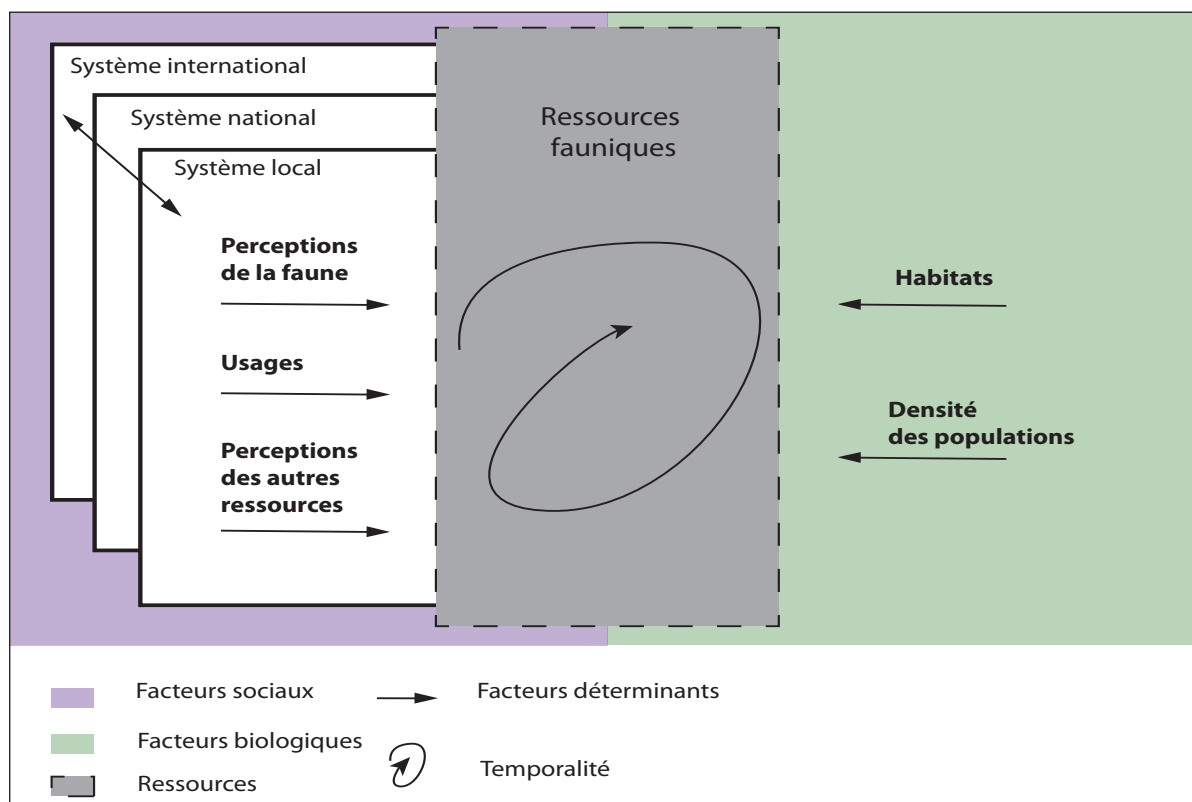 Système international
Système national
Système local
Perceptions
de la faune
Usages
Perceptions
des autres
ressources
Ressources
fauniques
Habitats
Densité
des populations
Facteurs sociaux
Facteurs déterminants
Facteurs biologiques
Temporalité
Ressources